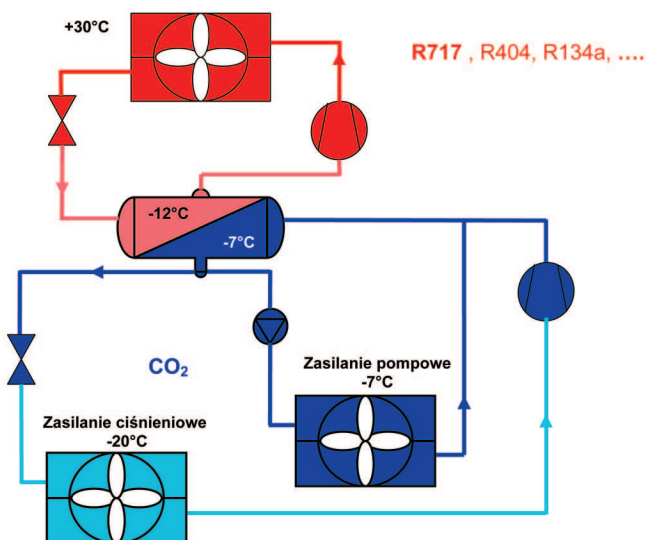 +30°C
R717 , R404, R134a, ....
-12°C
-7°C
CO₂
Zasilanie pompowe
-7°C
Zasilanie ciśnieniowe
-20°C